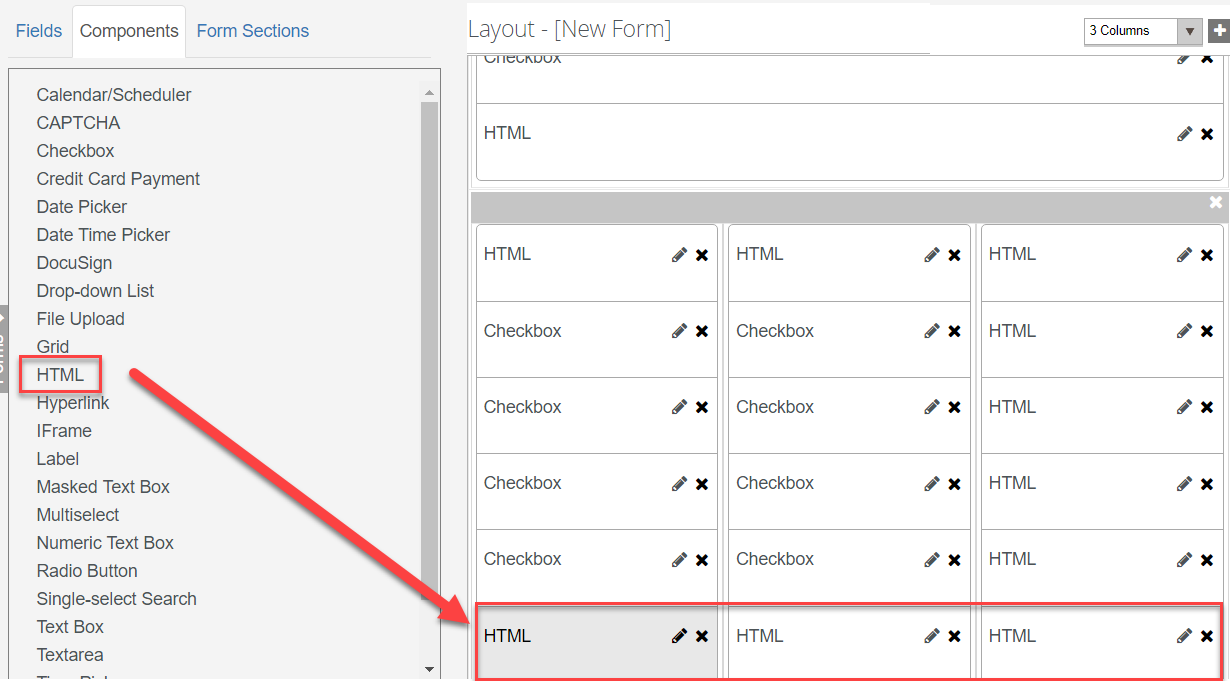 Fields Components Form Sections
Calendar/Scheduler
CAPTCHA
Checkbox
Credit Card Payment
Date Picker
Date Time Picker
DocuSign
Drop-down List
File Upload
Grid
HTML
Hyperlink
IFrame
Label
Masked Text Box
Multiselect
Numeric Text Box
Radio Button
Single-select Search
Text Box
Textarea
Layout - [New Form] 3 Columns
Checkbox
HTML
HTML HTML HTML
Checkbox Checkbox HTML
Checkbox Checkbox HTML
Checkbox Checkbox HTML
Checkbox Checkbox HTML
HTML HTML HTML